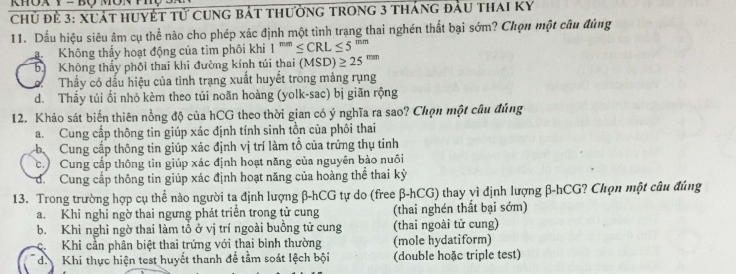 KHOA Y – BỘ MÔN PHỤ SẢN
CHỦ ĐỀ 3: XUẤT HUYẾT TỬ CUNG BẤT THƯỜNG TRONG 3 THÁNG ĐẦU THAI KỲ
11. Dấu hiệu siêu âm cụ thể nào cho phép xác định một tình trạng thai nghén thất bại sớm? Chọn một câu đúng
a. Không thấy hoạt động của tim phôi khi 1 mm ≤ CRL ≤ 5 mm
b. Không thấy phôi thai khi đường kính túi thai (MSD) ≥ 25 mm
c. Thấy có dấu hiệu của tình trạng xuất huyết trong màng rụng
d. Thấy túi ối nhỏ kèm theo túi noãn hoàng (yolk-sac) bị giãn rộng
12. Khảo sát biến thiên nồng độ của hCG theo thời gian có ý nghĩa ra sao? Chọn một câu đúng
a. Cung cấp thông tin giúp xác định tính sinh tồn của phôi thai
b. Cung cấp thông tin giúp xác định vị trí làm tổ của trứng thụ tinh
c. Cung cấp thông tin giúp xác định hoạt năng của nguyên bào nuôi
d. Cung cấp thông tin giúp xác định hoạt năng của hoàng thể thai kỳ
13. Trong trường hợp cụ thể nào người ta định lượng β-hCG tự do (free β-hCG) thay vì định lượng β-hCG? Chọn một câu đúng
a. Khi nghi ngờ thai ngưng phát triển trong tử cung (thai nghén thất bại sớm)
b. Khi nghi ngờ thai làm tổ ở vị trí ngoài buồng tử cung (thai ngoài tử cung)
c. Khi cần phân biệt thai trứng với thai bình thường (mole hydatiform)
d. Khi thực hiện test huyết thanh để tầm soát lệch bội (double hoặc triple test)